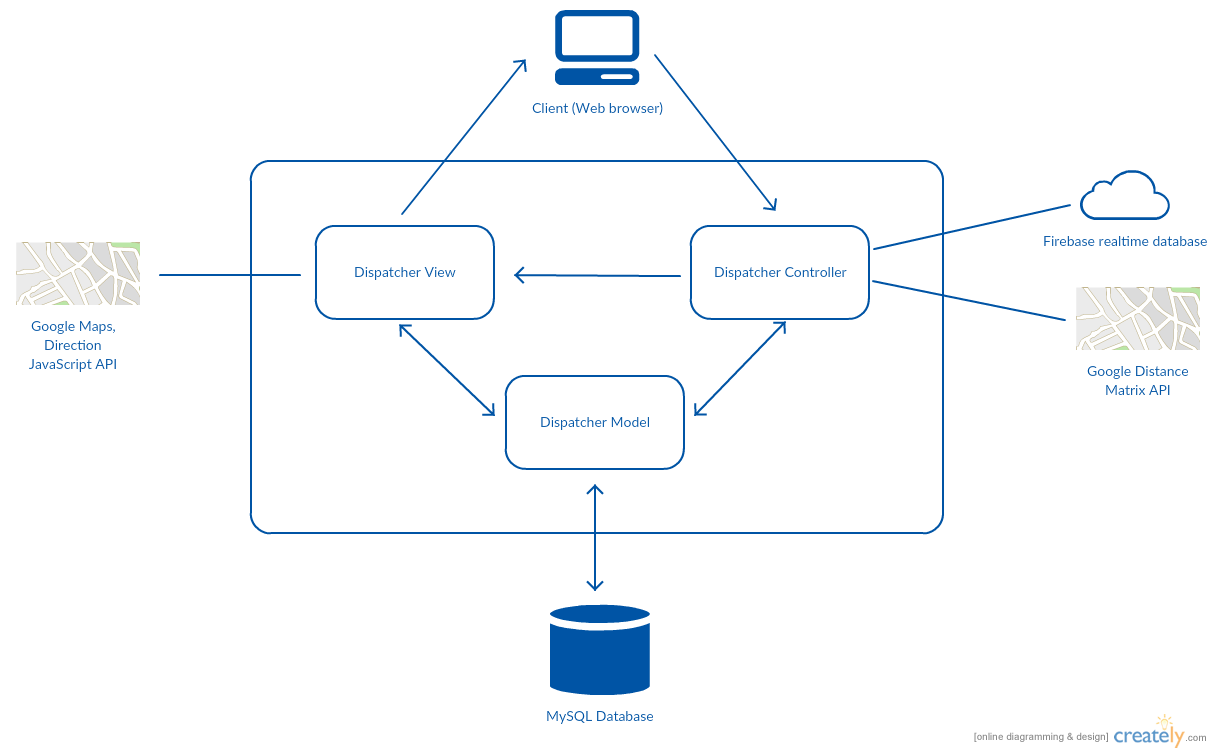 Client (Web browser)
Firebase realtime database
Dispatcher View
Dispatcher Controller
Google Maps,
Direction
JavaScript API
Google Distance
Matrix API
Dispatcher Model
MySQL Database
[online diagramming & design] creately.com